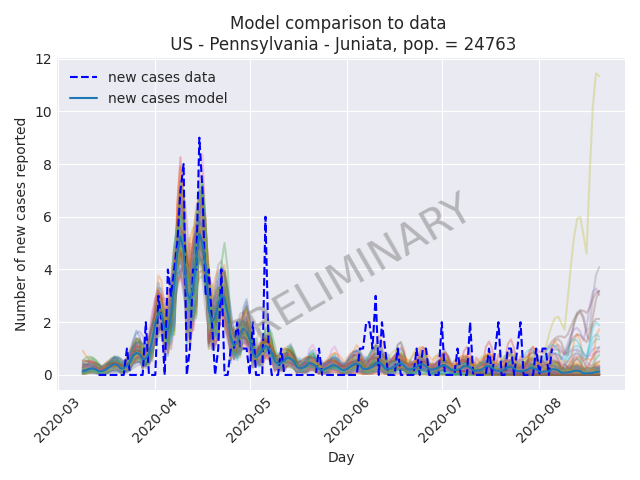 Model comparison to data
US - Pennsylvania - Juniata, pop. = 24763
new cases data
new cases model
Number of new cases reported
12
10
8
6
4
2
0
PRELIMINARY
2020-03
2020-04
2020-05
2020-06
2020-07
2020-08
Day